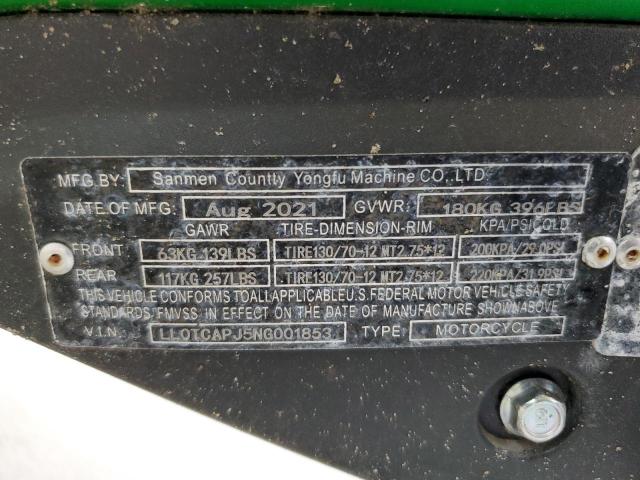 MFG.BY: Sanmen Countty Yongfu Machine CO.,LTD.
DATE OF MFG: Aug 2021 GVWR: 180KG 396LBS
GAWR TIRE-DIMENSION-RIM KPA/PSICOLD
FRONT 63KG 139LBS TIRE130/70-12 MT2.75*12 200KPA/29.0PSI
REAR 117KG 257LBS TIRE130/70-12 MT2.75*12 220KPA/31.9PSI
THIS VEHICLE CONFORMS TOALLAPPLICABLEU.S.FEDERAL MOTOR VEHICLE SAFETY
STANDARDS/FMVSS IN EFFECT ON THE DATE OF MANUFACTURE SHOWNABOVE
V.I.N. LL0TCAPJ5NG001853 TYPE: MOTORCYCLE